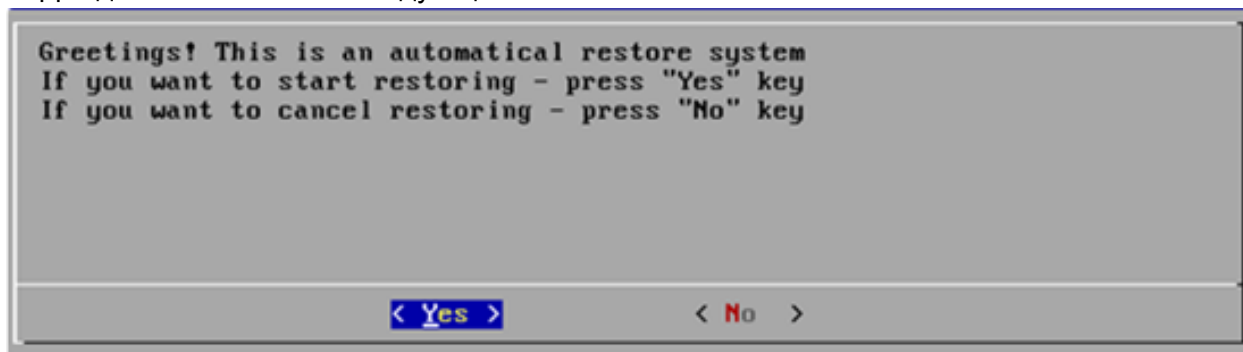 Greetings! This is an automatical restore system
If you want to start restoring - press "Yes" key
If you want to cancel restoring - press "No" key
< Yes > < No >